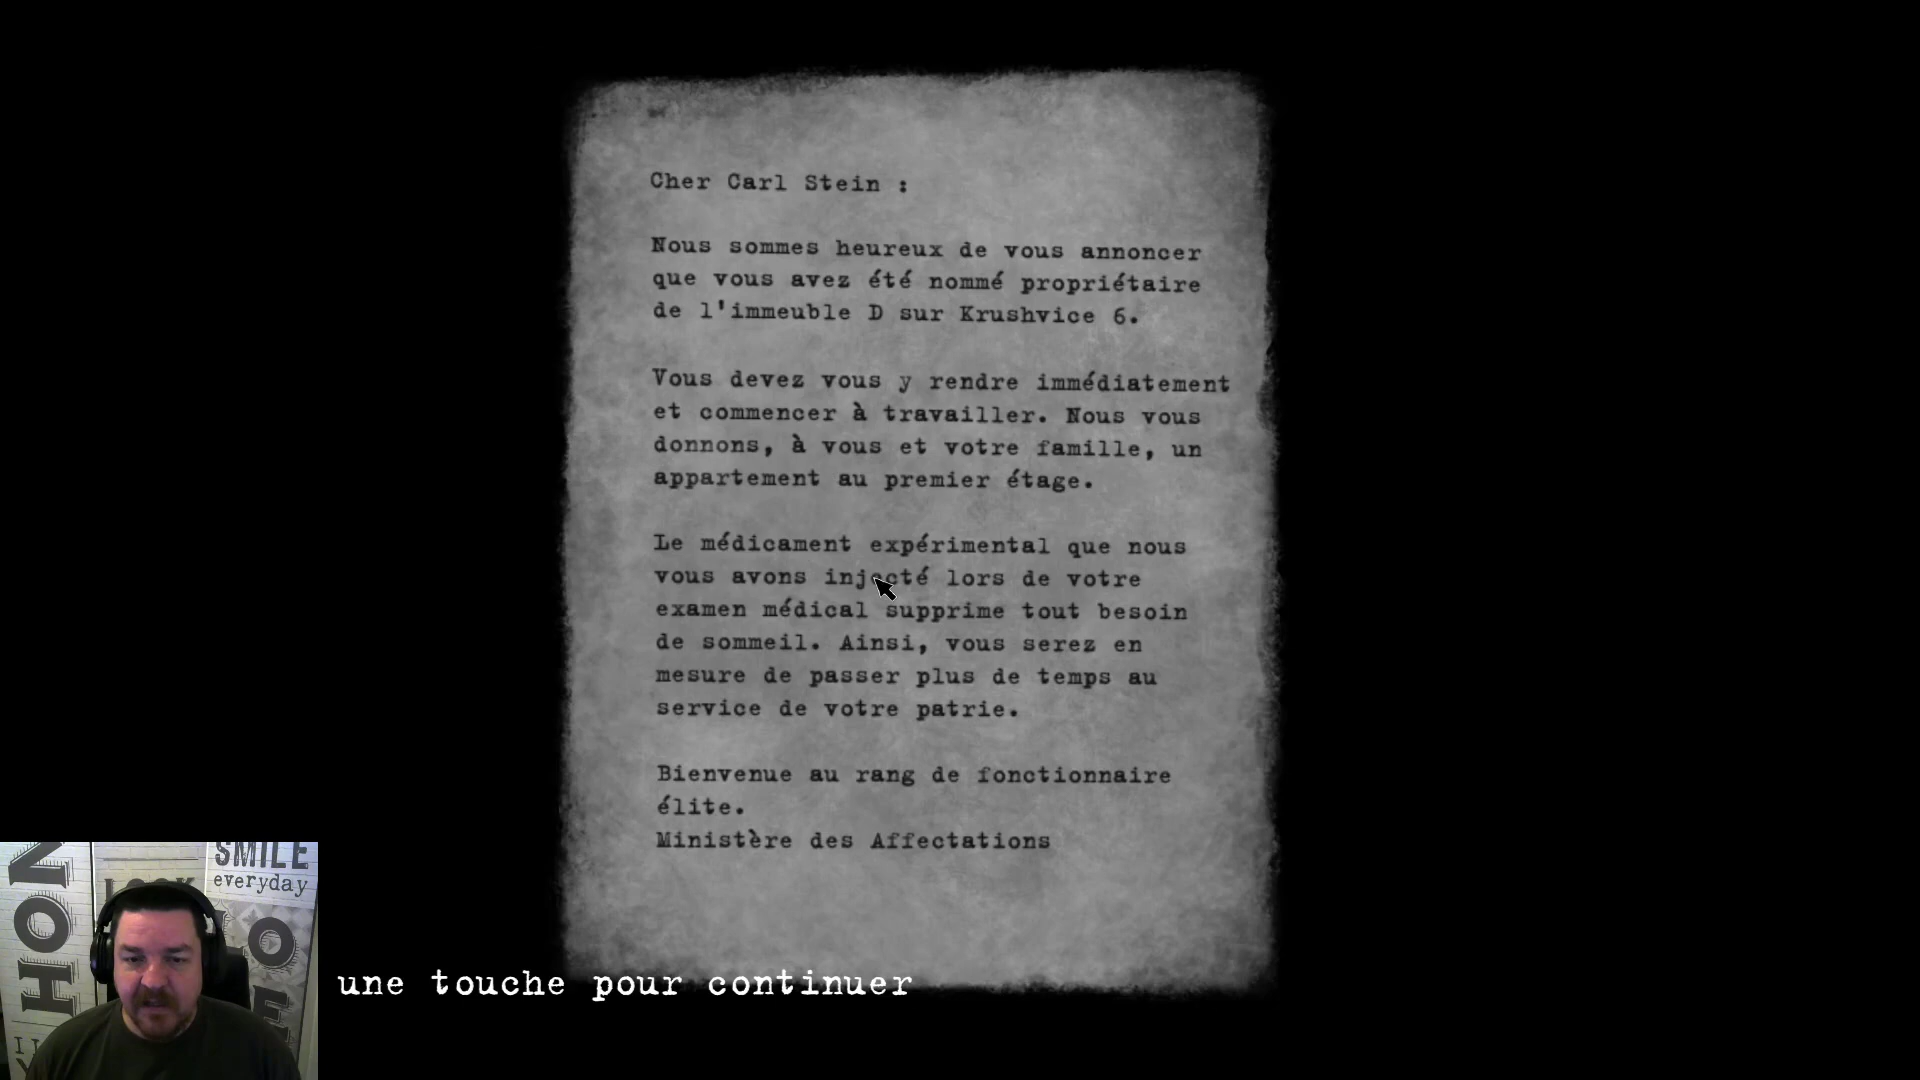 Cher Carl Stein :
Nous sommes heureux de vous annoncer
que vous avez été nommé propriétaire
de l'immeuble D sur Krushvice 6.
Vous devez vous y rendre immédiatement
et commencer à travailler. Nous vous
donnons, à vous et votre famille, un
appartement au premier étage.
Le médicament expérimental que nous
vous avons injecté lors de votre
examen médical supprime tout besoin
de sommeil. Ainsi, vous serez en
mesure de passer plus de temps au
service de votre patrie.
Bienvenue au rang de fonctionnaire
élite.
Ministère des Affectations
une touche pour continuer
SMILE
everyday